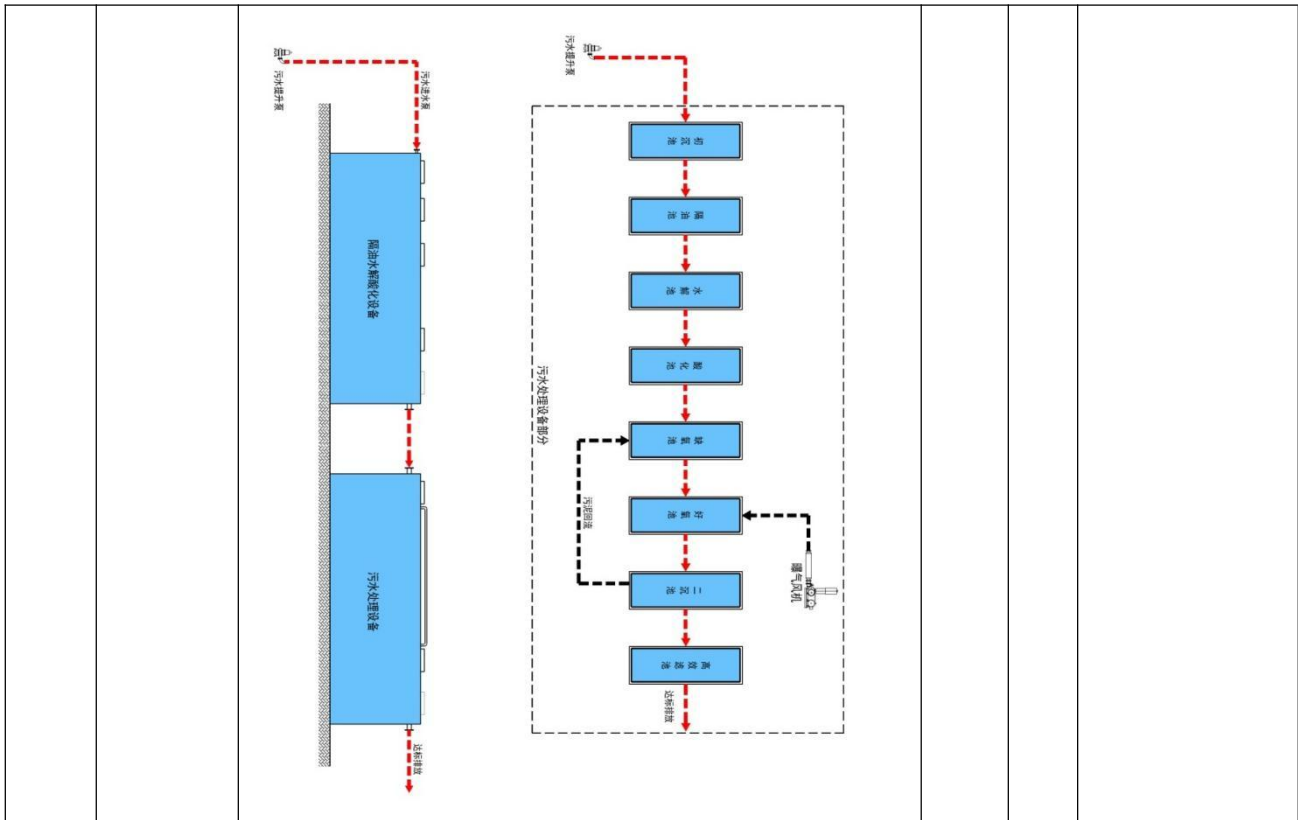 污水提升泵
污水进水泵
隔油水解酸化设备
污水处理设备
达标排放
污水提升泵
初沉池
隔油池
水解池
酸化池
缺氧池
好氧池
二沉池
高效滤池
达标排放
污泥回流
曝气风机
污水处理设备部分